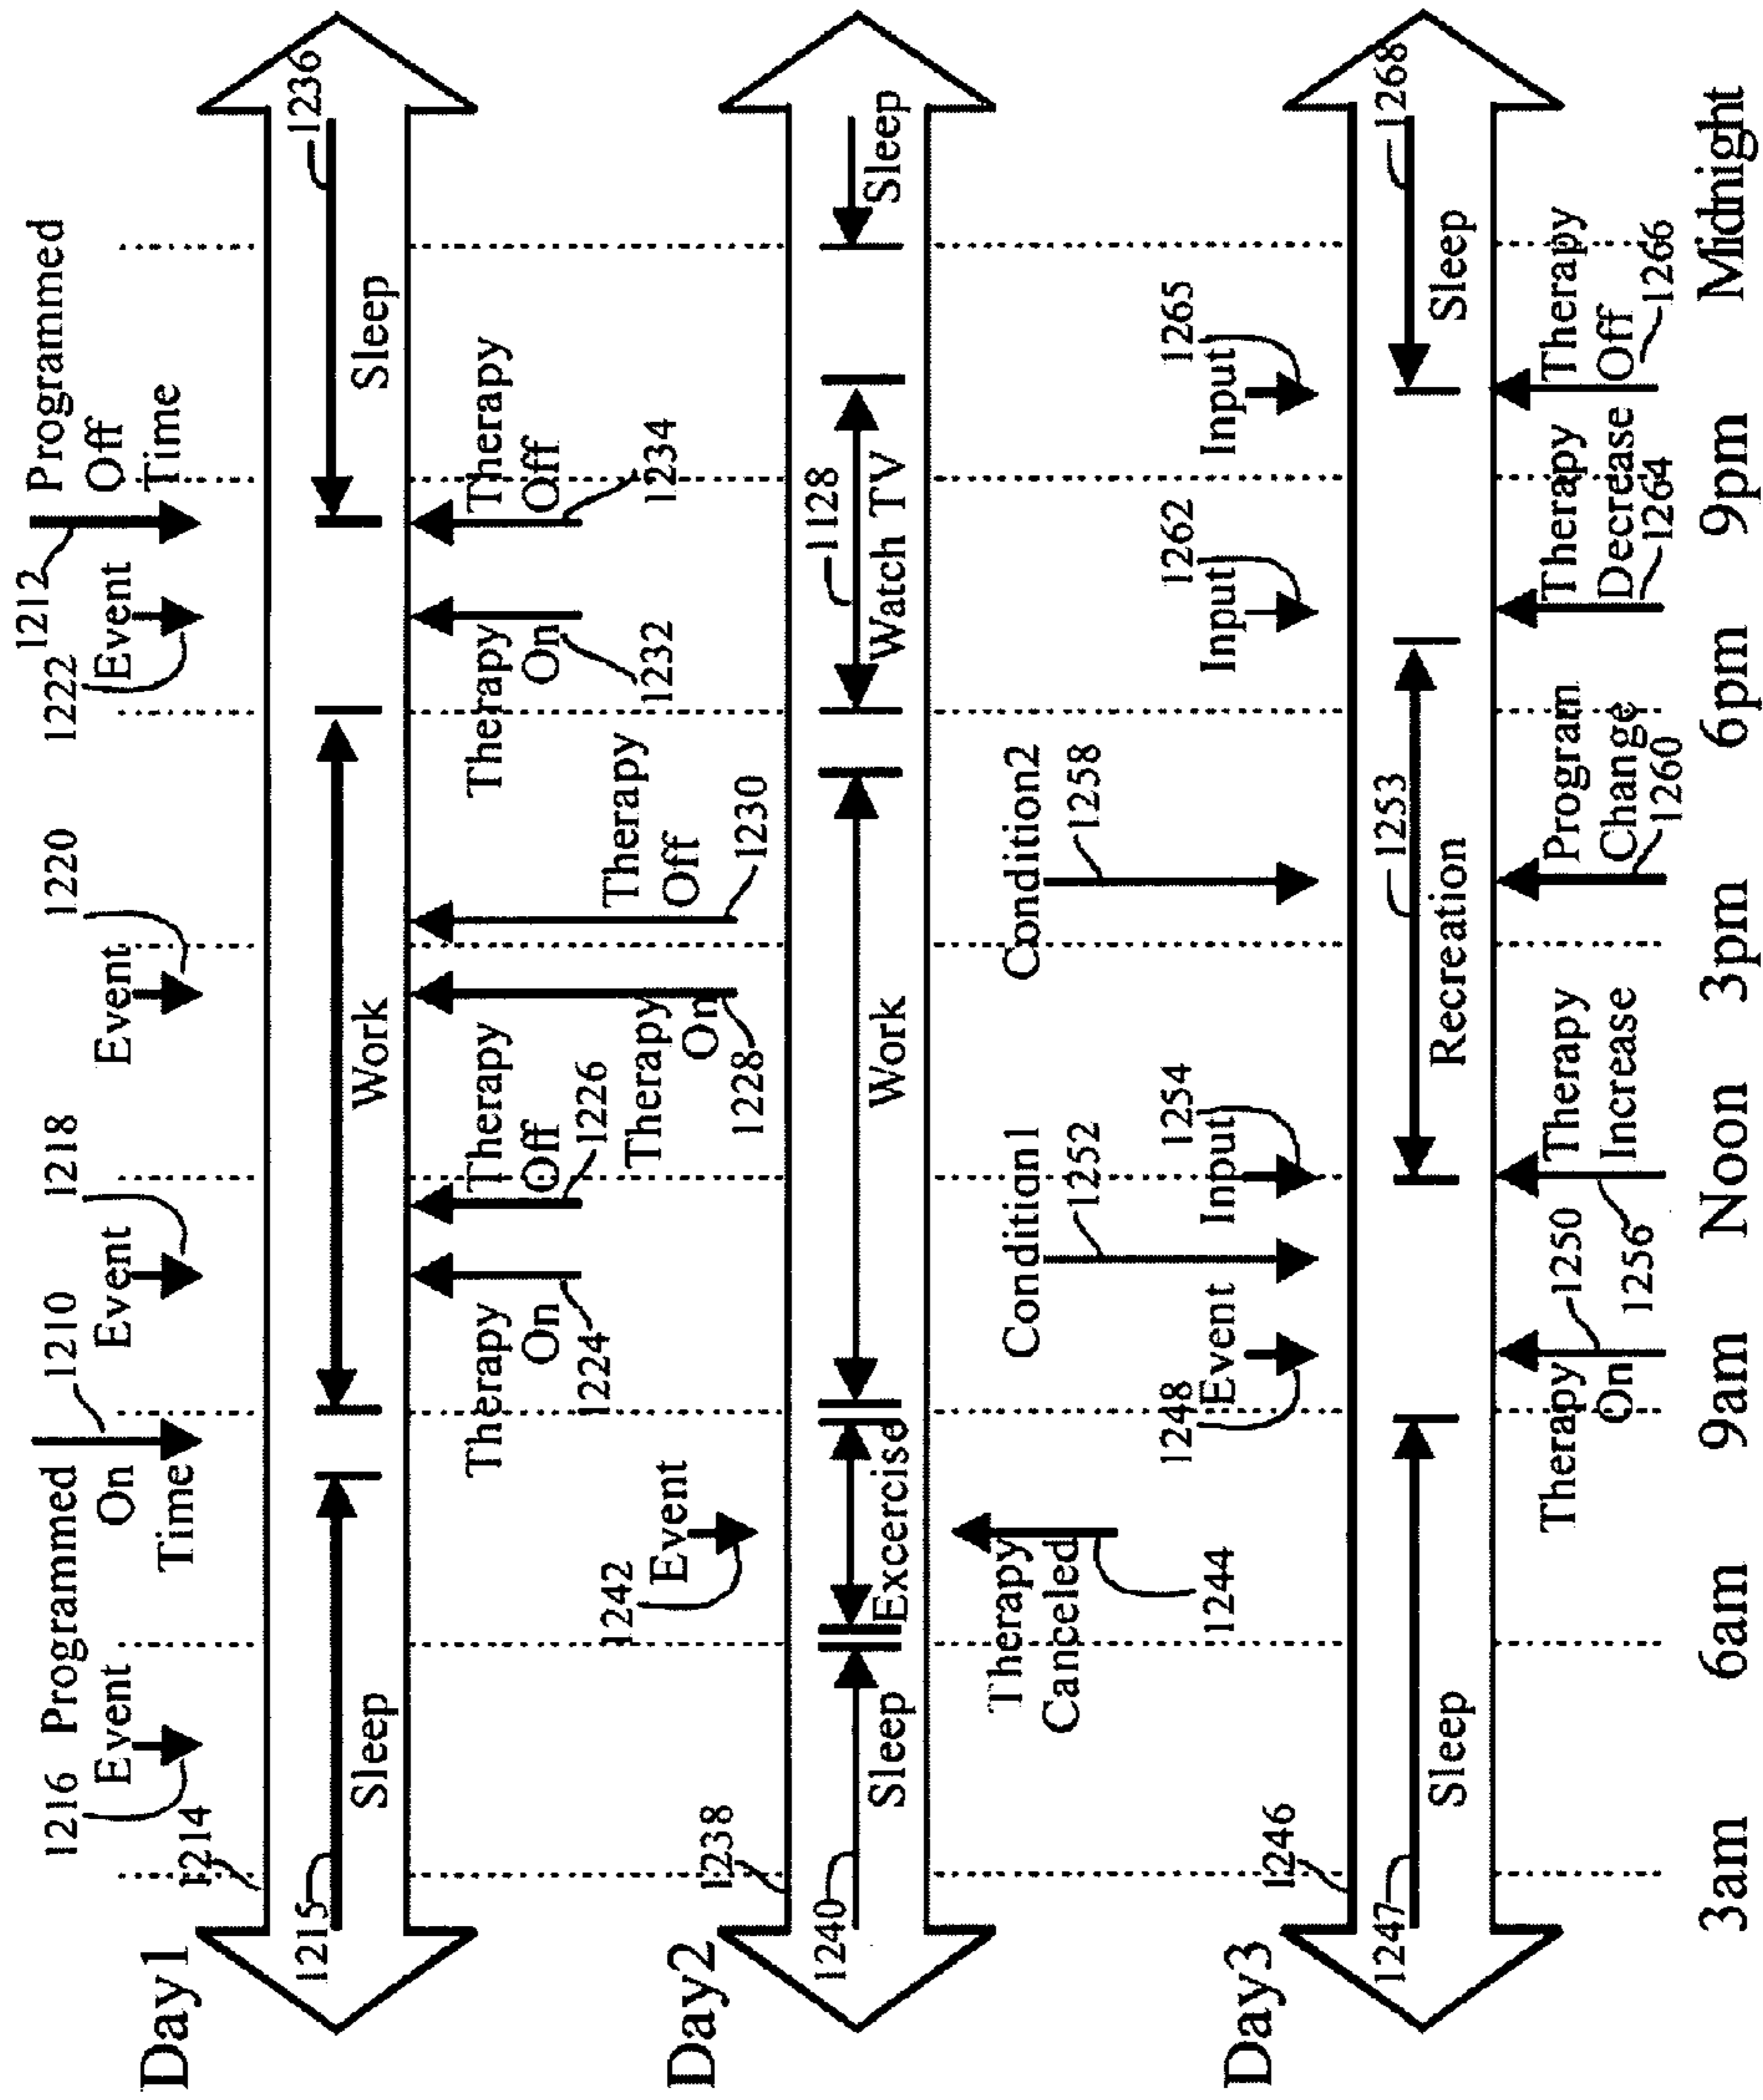 Day1
1216
Programmed
On
Time
1210
Programmed
Off
Time
1212
Event
1214
Event
1218
Event
1220
Event
1222
1215
Sleep
Work
Sleep
1236
Therapy
On
1224
Therapy
Off
1226
Therapy
On
1228
Therapy
Off
1230
Therapy
On
1232
Therapy
Off
1234
Day2
1238
1242
Event
1240
Sleep
Excercise
Work
1128
Watch TV
Sleep
Therapy
Canceled
1244
Day3
1246
1248
Event
Condition1
1252
Input
1254
Condition2
1258
Input
1262
Input
1265
1247
Sleep
Recreation
1253
Sleep
1268
Therapy
On
1250
Therapy
Increase
1256
Program
Change
1260
Therapy
Decrease
1264
Therapy
Off
1266
3am 6am 9am Noon 3pm 6pm 9pm Midnight